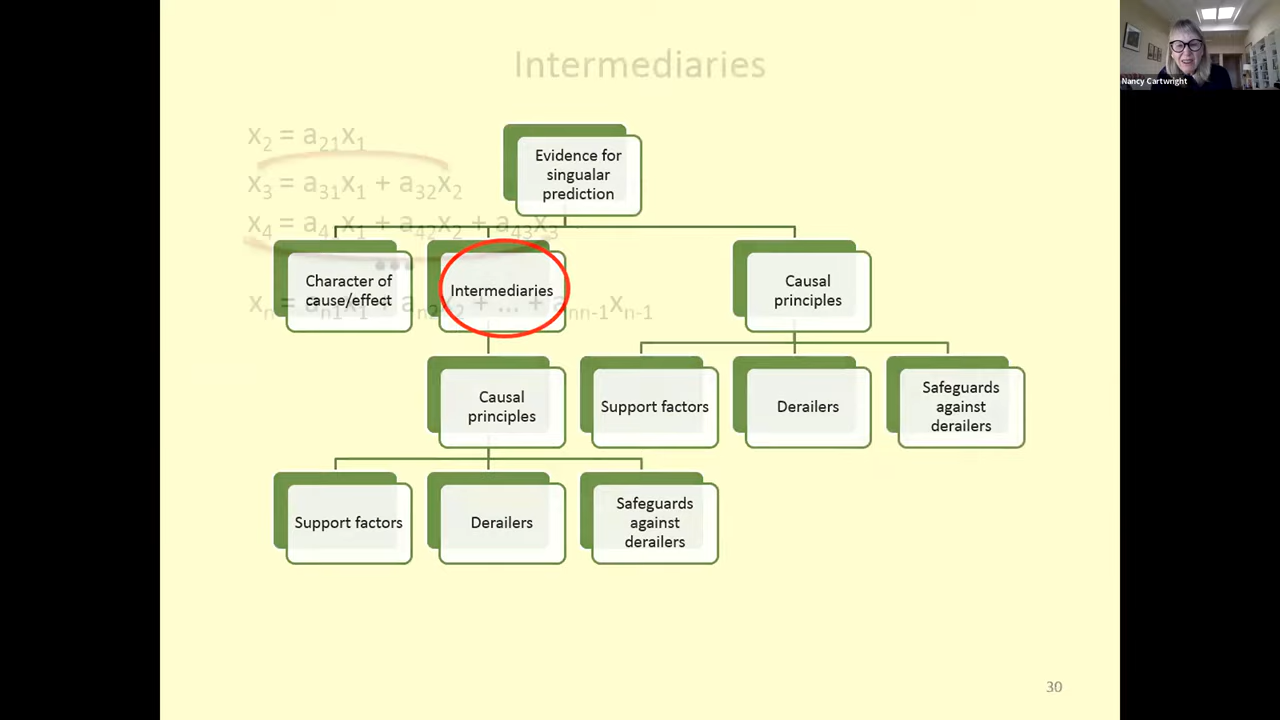 Intermediaries
x₂ = a₂₁x₁
x₃ = a₃₁x₁ + a₃₂x₂
x₄ = a₄ x₁ + a₄₂x₂ + a₄₃x₃
...
xₙ = aₙ₁x₁ + aₙ₂x₂ + ... + aₙₙ₋₁xₙ₋₁
Evidence for
singualar
prediction
Character of
cause/effect
Intermediaries
Causal
principles
Causal
principles
Support factors
Derailers
Safeguards
against
derailers
Support factors
Derailers
Safeguards
against
derailers
30
Nancy Cartwright